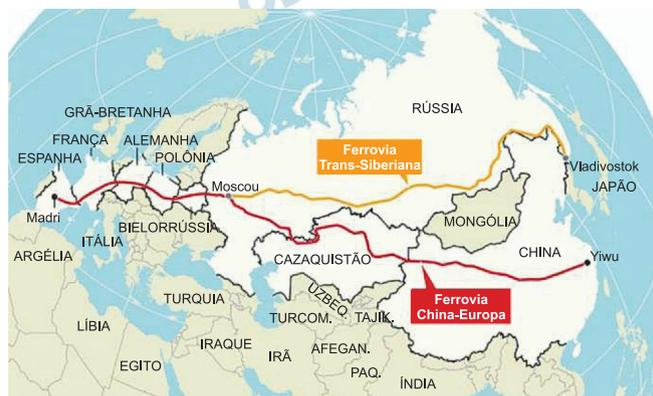 RÚSSIA
GRÃ-BRETANHA
FRANÇA
ALEMANHA
ESPANHA
POLÓNIA
Ferrovia
Trans-Siberiana
Vladivostok
JAPÃO
Moscou
Madri
MONGÓLIA
BIELORRÚSSIA
ITÁLIA
ARGÉLIA
CAZAQUISTÃO
CHINA
Yiwu
UZBEQ.
TURQUIA
TURCOM.
TAJIK.
Ferrovia
China-Europa
LÍBIA
IRAQUE
IRÃ
AFEGAN.
EGITO
PAQ.
ÍNDIA